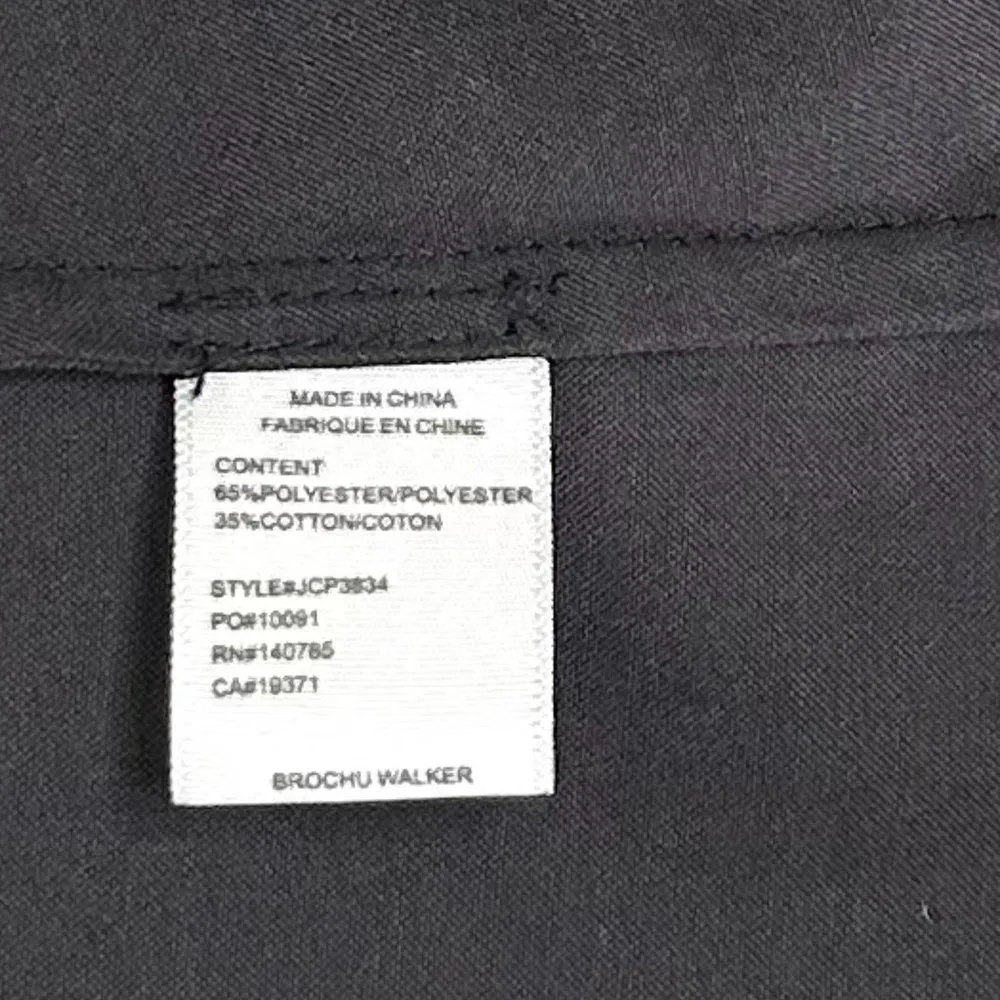 MADE IN CHINA
FABRIQUE EN CHINE
CONTENT
65%POLYESTER/POLYESTER
35%COTTON/COTON
STYLE#JCP3834
PO#10091
RN#140785
CA#19371
BROCHU WALKER